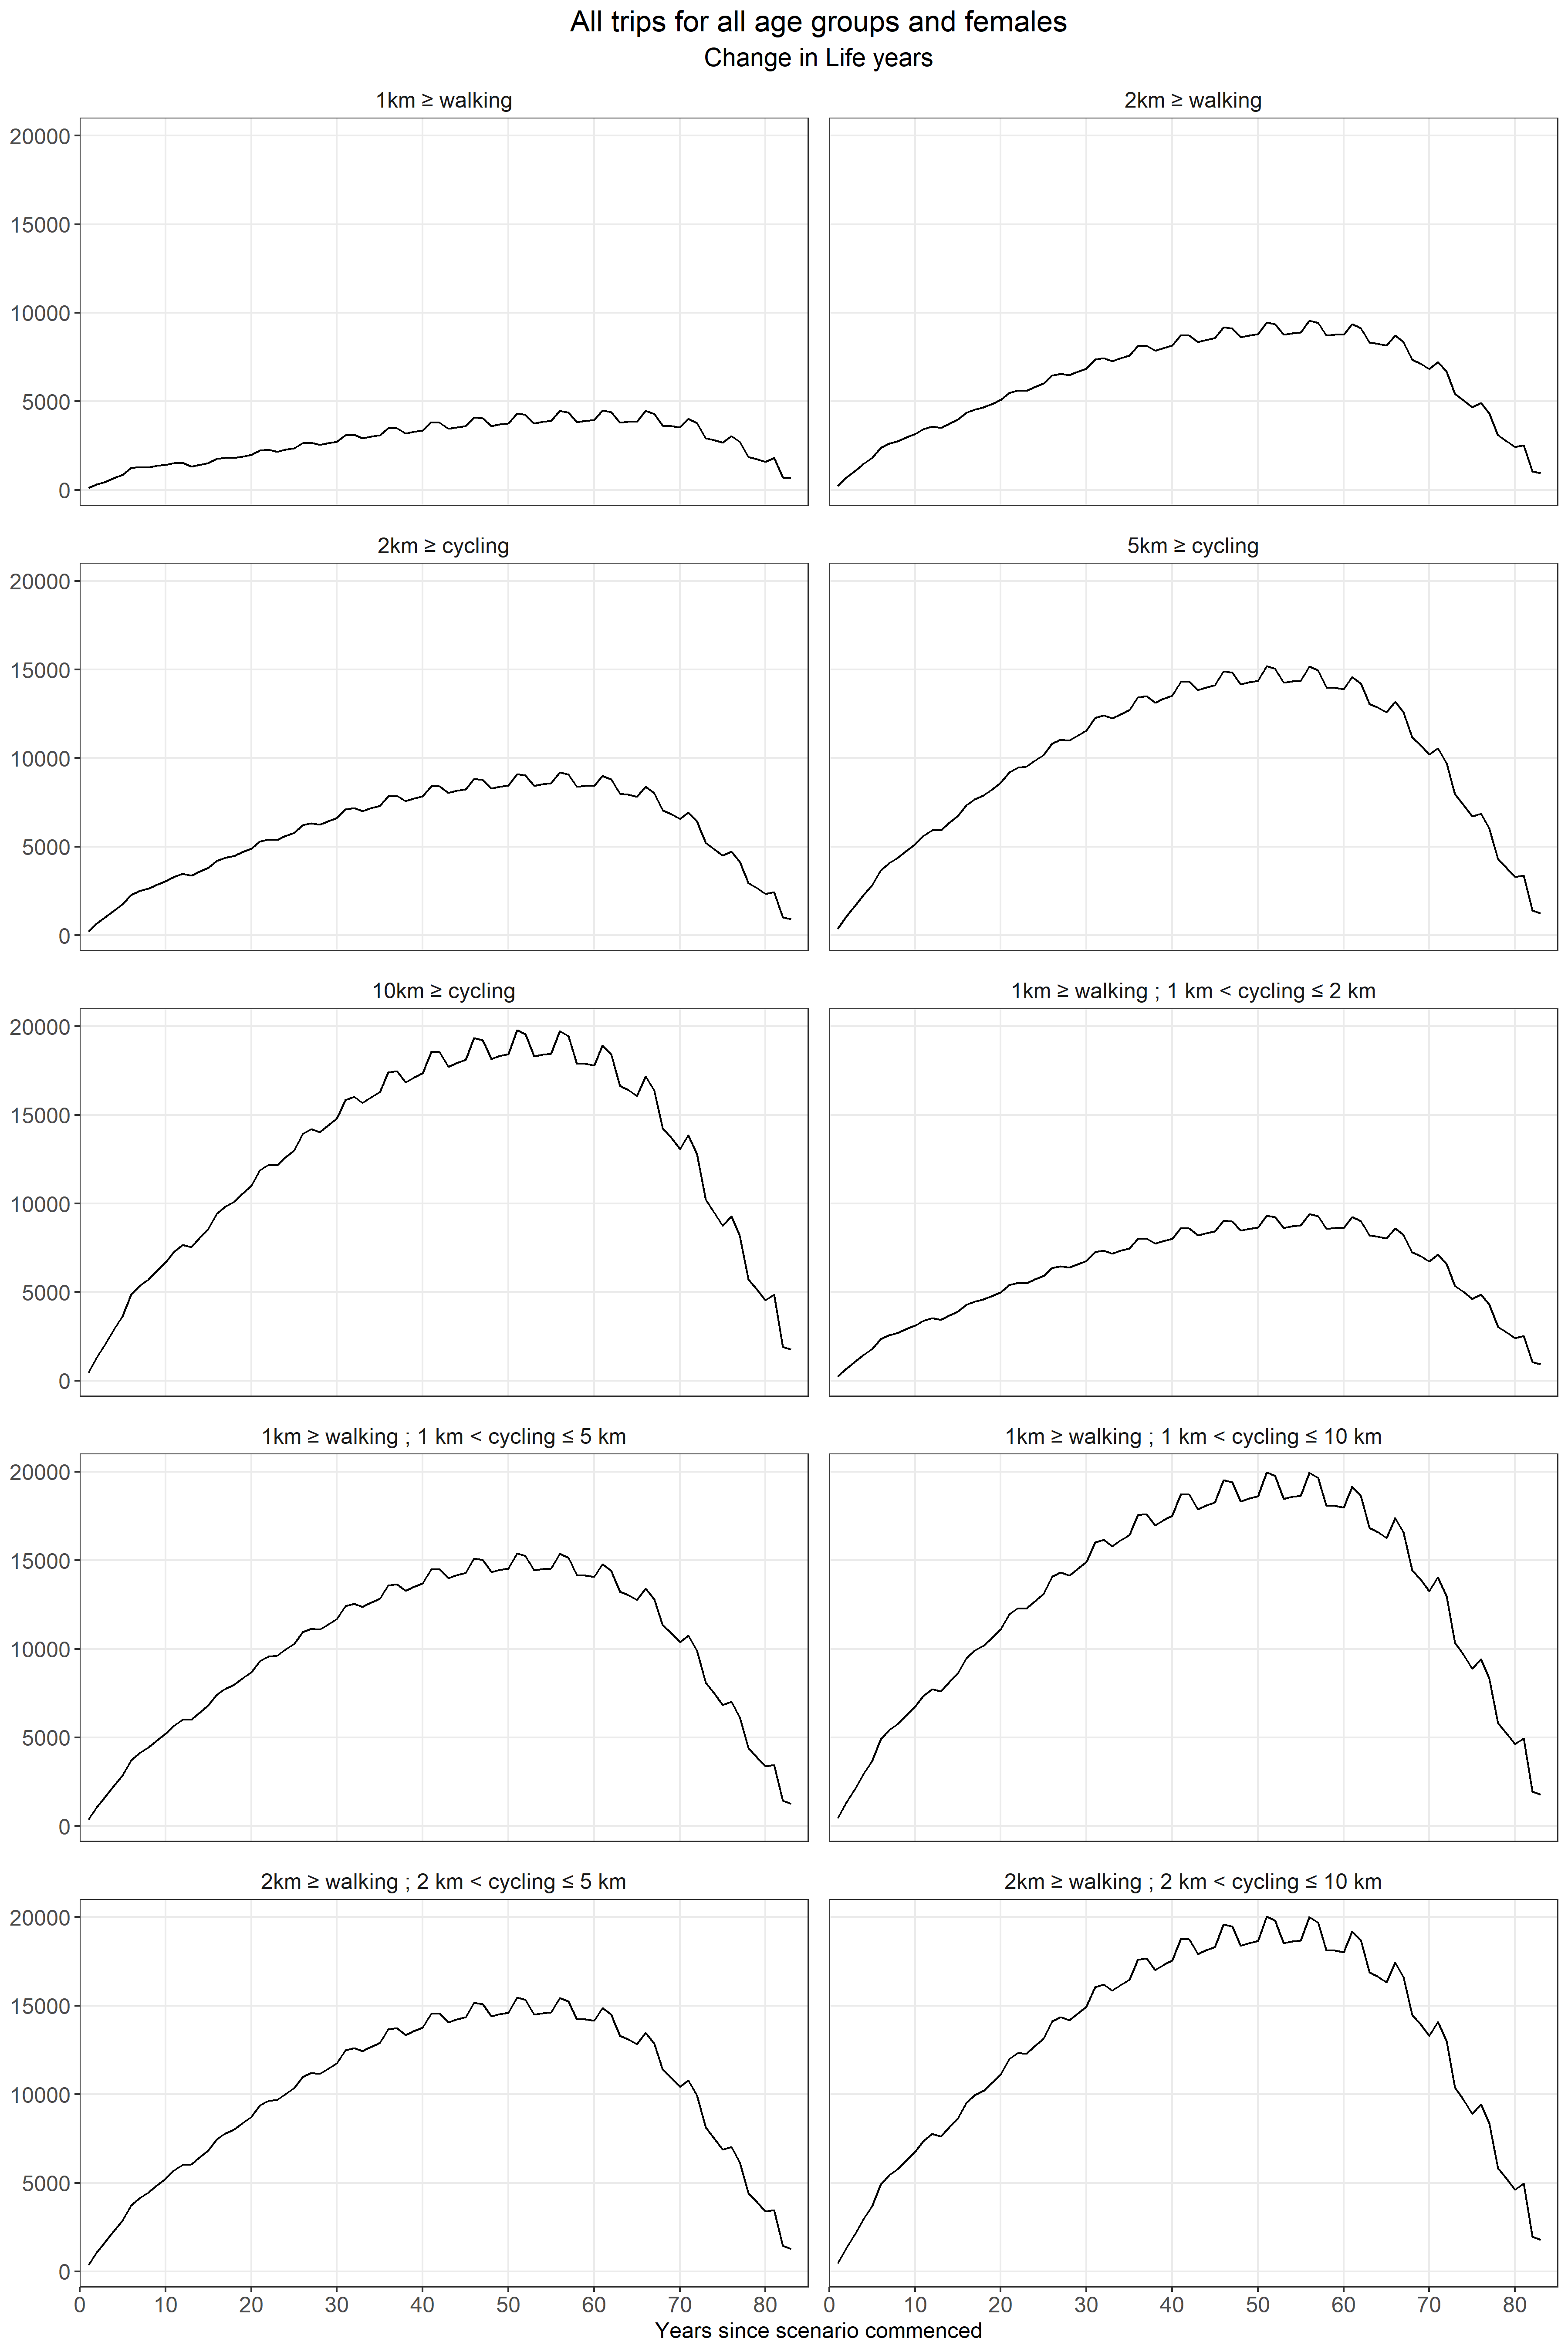 All trips for all age groups and females
Change in Life years
1km ≥ walking
2km ≥ walking
20000
15000
10000
5000
0
2km ≥ cycling
5km ≥ cycling
20000
15000
10000
5000
0
10km ≥ cycling
1km ≥ walking ; 1 km < cycling ≤ 2 km
20000
15000
10000
5000
0
1km ≥ walking ; 1 km < cycling ≤ 5 km
1km ≥ walking ; 1 km < cycling ≤ 10 km
20000
15000
10000
5000
0
2km ≥ walking ; 2 km < cycling ≤ 5 km
2km ≥ walking ; 2 km < cycling ≤ 10 km
20000
15000
10000
5000
0
0 10 20 30 40 50 60 70 80
0 10 20 30 40 50 60 70 80
Years since scenario commenced